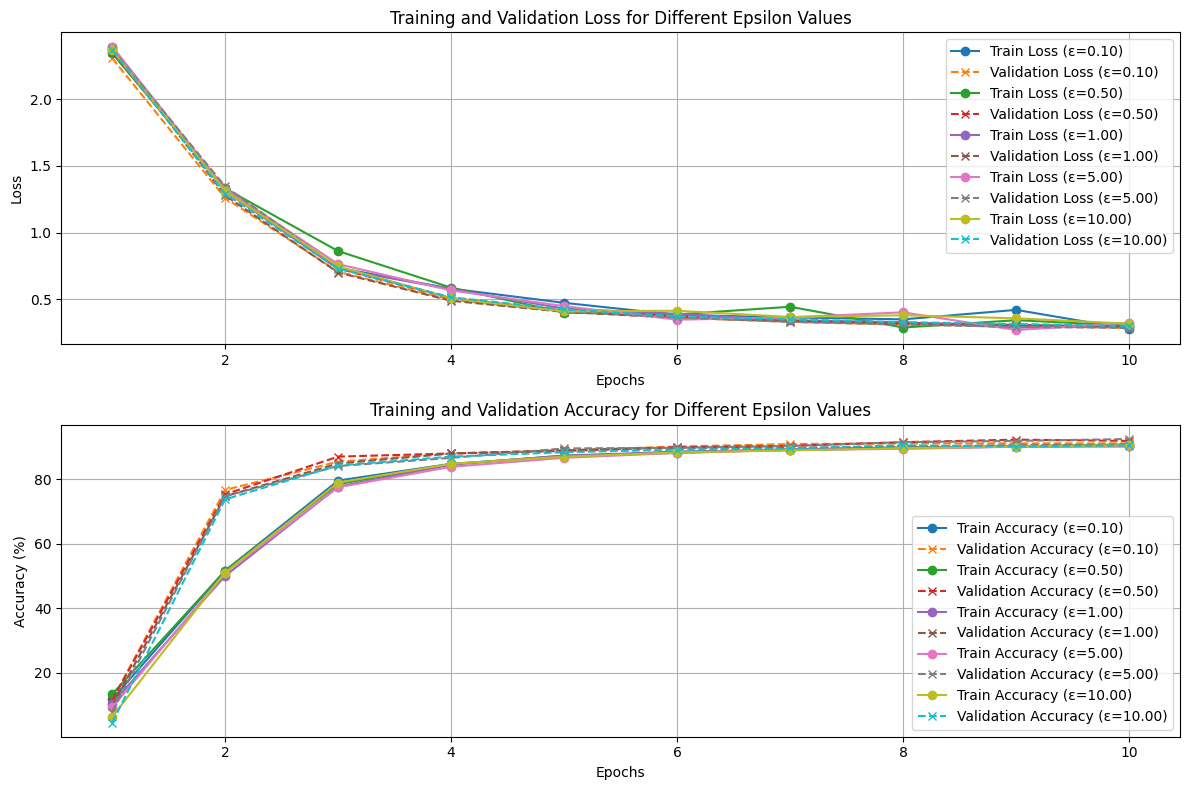 Training and Validation Loss for Different Epsilon Values
Loss
2.0
1.5
1.0
0.5
Train Loss (ε=0.10)
Validation Loss (ε=0.10)
Train Loss (ε=0.50)
Validation Loss (ε=0.50)
Train Loss (ε=1.00)
Validation Loss (ε=1.00)
Train Loss (ε=5.00)
Validation Loss (ε=5.00)
Train Loss (ε=10.00)
Validation Loss (ε=10.00)
2 4 6 8 10
Epochs
Training and Validation Accuracy for Different Epsilon Values
Accuracy (%)
80
60
40
20
Train Accuracy (ε=0.10)
Validation Accuracy (ε=0.10)
Train Accuracy (ε=0.50)
Validation Accuracy (ε=0.50)
Train Accuracy (ε=1.00)
Validation Accuracy (ε=1.00)
Train Accuracy (ε=5.00)
Validation Accuracy (ε=5.00)
Train Accuracy (ε=10.00)
Validation Accuracy (ε=10.00)
2 4 6 8 10
Epochs